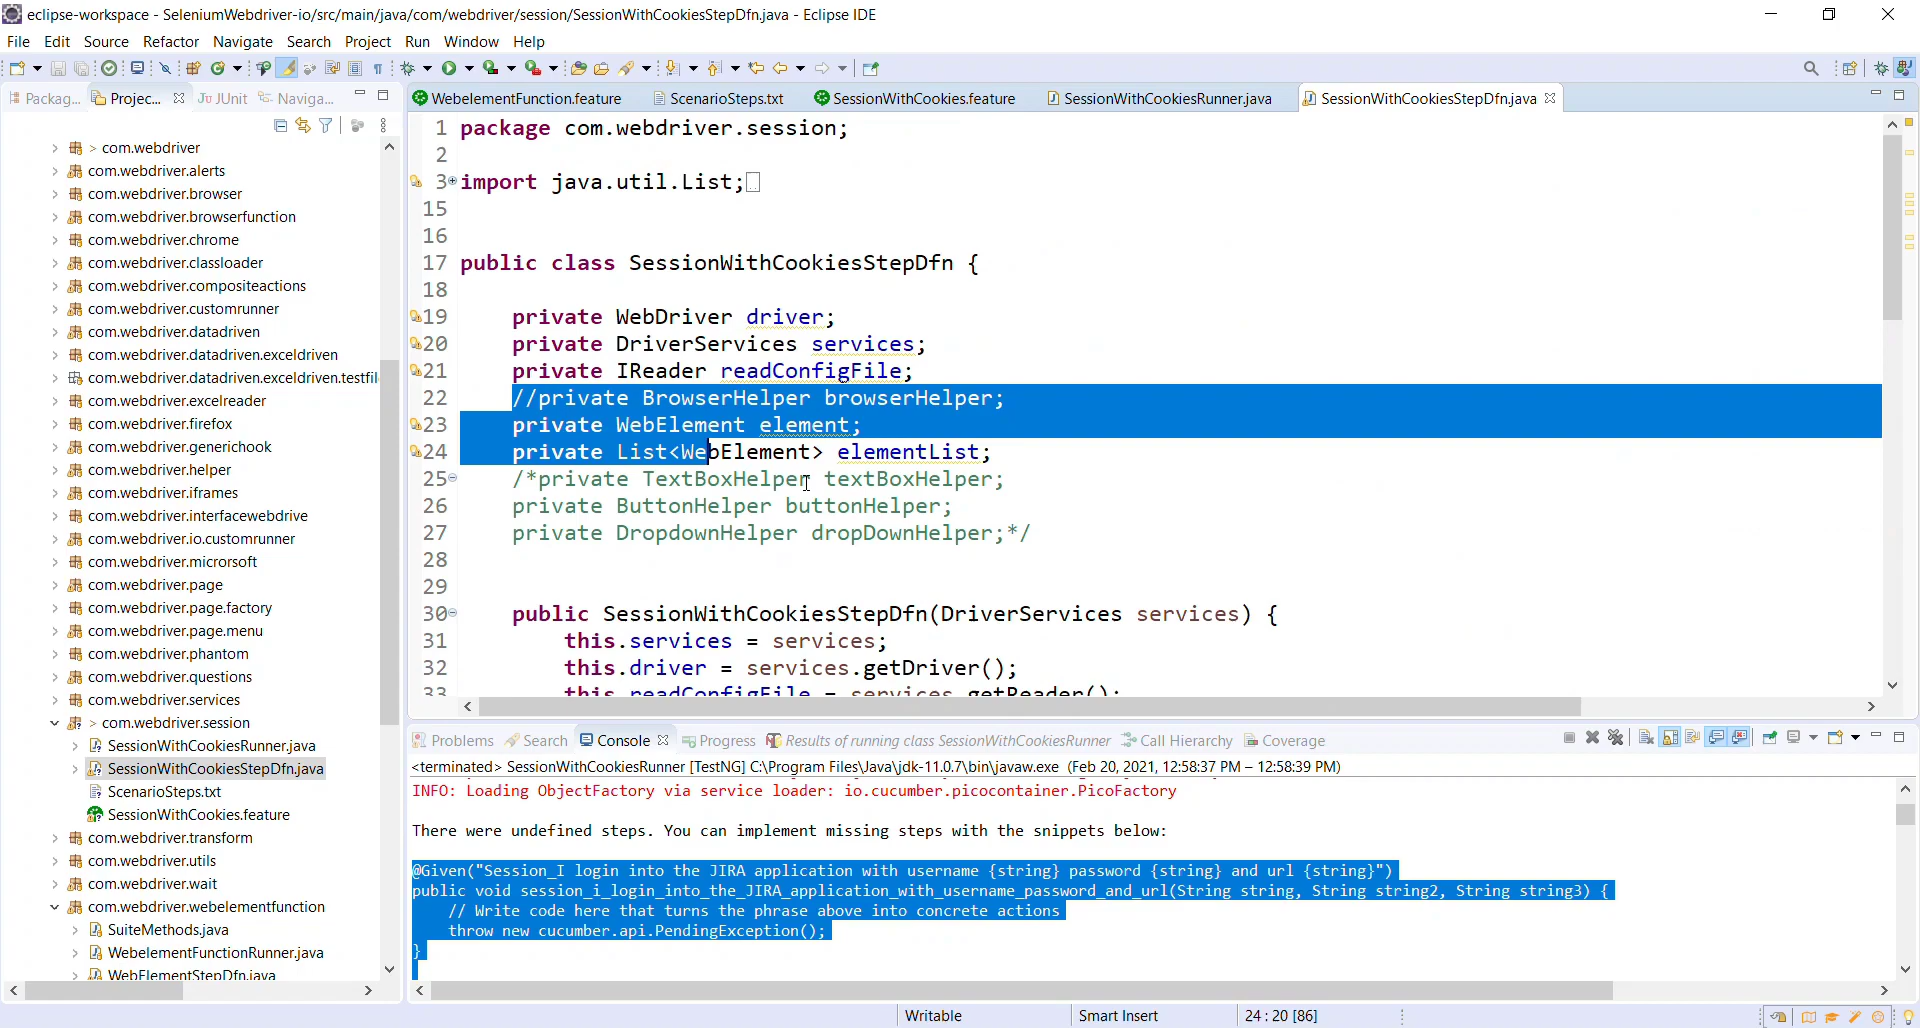 eclipse-workspace - SeleniumWebdriver-io/src/main/java/com/webdriver/session/SessionWithCookiesStepDfn.java - Eclipse IDE
File Edit Source Refactor Navigate Search Project Run Window Help
Packag... Projec... JUnit Naviga...
WebelementFunction.feature ScenarioSteps.txt SessionWithCookies.feature SessionWithCookiesRunner.java SessionWithCookiesStepDfn.java
> com.webdriver
com.webdriver.alerts
com.webdriver.browser
com.webdriver.browserfunction
com.webdriver.chrome
com.webdriver.classloader
com.webdriver.compositeactions
com.webdriver.customrunner
com.webdriver.datadriven
com.webdriver.datadriven.exceldriven
com.webdriver.datadriven.exceldriven.testfil
com.webdriver.excelreader
com.webdriver.firefox
com.webdriver.generichook
com.webdriver.helper
com.webdriver.iframes
com.webdriver.interfacewebdrive
com.webdriver.io.customrunner
com.webdriver.microrsoft
com.webdriver.page
com.webdriver.page.factory
com.webdriver.page.menu
com.webdriver.phantom
com.webdriver.questions
com.webdriver.services
> com.webdriver.session
SessionWithCookiesRunner.java
SessionWithCookiesStepDfn.java
ScenarioSteps.txt
SessionWithCookies.feature
com.webdriver.transform
com.webdriver.utils
com.webdriver.wait
com.webdriver.webelementfunction
SuiteMethods.java
WebelementFunctionRunner.java
WebElementStepDfn.java
1 package com.webdriver.session;
2
3 import java.util.List;
15
16
17 public class SessionWithCookiesStepDfn {
18
19 private WebDriver driver;
20 private DriverServices services;
21 private IReader readConfigFile;
22 //private BrowserHelper browserHelper;
23 private WebElement element;
24 private List<WebElement> elementList;
25 /*private TextBoxHelper textBoxHelper;
26 private ButtonHelper buttonHelper;
27 private DropdownHelper dropDownHelper;*/
28
29
30 public SessionWithCookiesStepDfn(DriverServices services) {
31 this.services = services;
32 this.driver = services.getDriver();
33 this.readConfigFile = services.getReader();
Problems Search Console Progress Results of running class SessionWithCookiesRunner Call Hierarchy Coverage
<terminated> SessionWithCookiesRunner [TestNG] C:\Program Files\Java\jdk-11.0.7\bin\javaw.exe (Feb 20, 2021, 12:58:37 PM – 12:58:39 PM)
INFO: Loading ObjectFactory via service loader: io.cucumber.picocontainer.PicoFactory
There were undefined steps. You can implement missing steps with the snippets below:
@Given("Session_I login into the JIRA application with username {string} password {string} and url {string}")
public void session_i_login_into_the_JIRA_application_with_username_password_and_url(String string, String string2, String string3) {
// Write code here that turns the phrase above into concrete actions
throw new cucumber.api.PendingException();
}
Writable Smart Insert 24 : 20 [86]